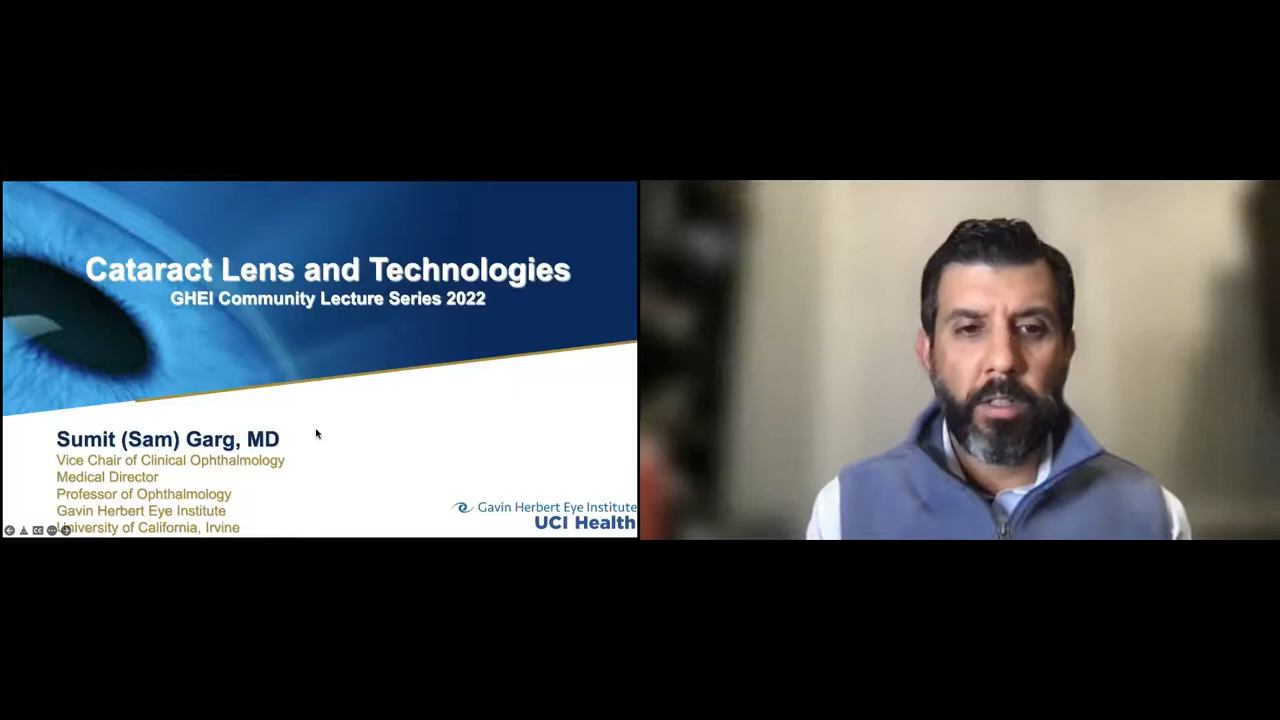 Cataract Lens and Technologies
GHEI Community Lecture Series 2022
Sumit (Sam) Garg, MD
Vice Chair of Clinical Ophthalmology
Medical Director
Professor of Ophthalmology
Gavin Herbert Eye Institute
University of California, Irvine
Gavin Herbert Eye Institute
UCI Health